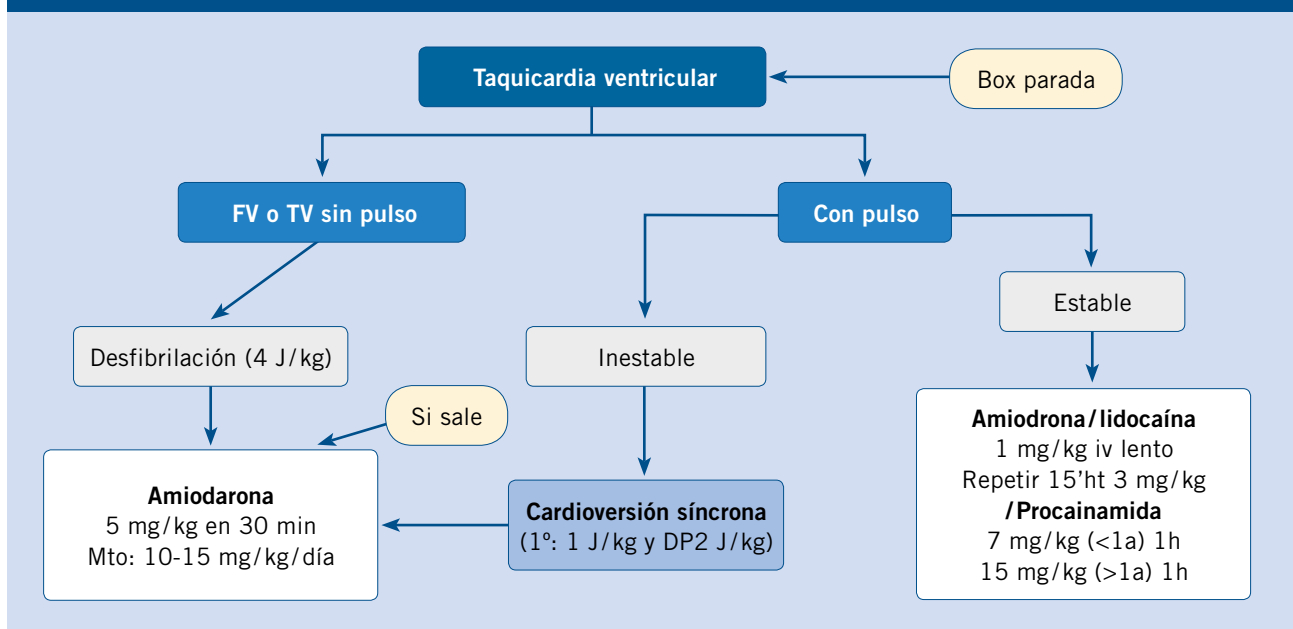 Taquicardia ventricular
Box parada
FV o TV sin pulso
Con pulso
Estable
Desfibrilación (4 J/kg)
Inestable
Si sale
Amiodarona
5 mg/kg en 30 min
Mto: 10-15 mg/kg/día
Cardioversión síncrona
(1º: 1 J/kg y DP2 J/kg)
Amiodrona/lidocaína
1 mg/kg iv lento
Repetir 15'ht 3 mg/kg
/Procainamida
7 mg/kg (<1a) 1h
15 mg/kg (>1a) 1h